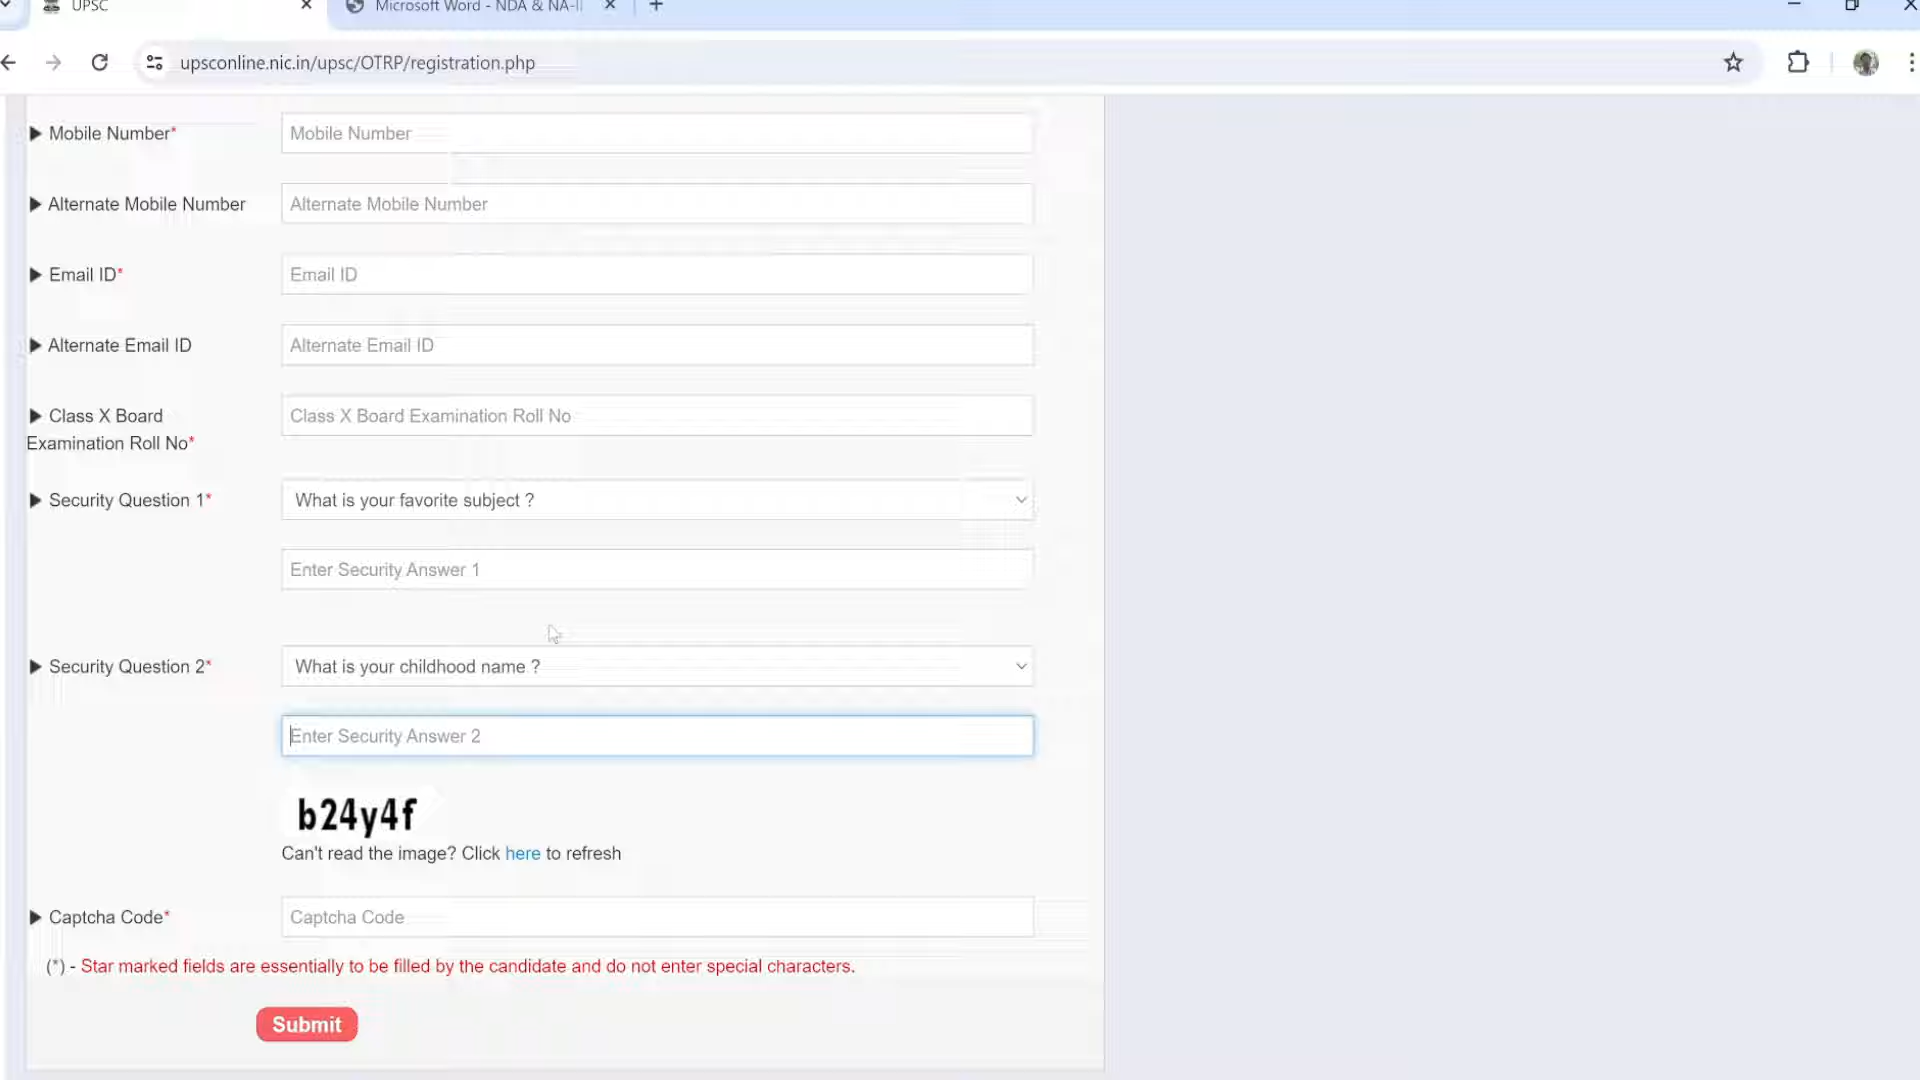 UPSC
Microsoft Word - NDA & NA-I
upsconline.nic.in/upsc/OTRP/registration.php
Mobile Number*
Mobile Number
Alternate Mobile Number
Alternate Mobile Number
Email ID*
Email ID
Alternate Email ID
Alternate Email ID
Class X Board
Examination Roll No*
Class X Board Examination Roll No
Security Question 1*
What is your favorite subject ?
Enter Security Answer 1
Security Question 2*
What is your childhood name ?
Enter Security Answer 2
b24y4f
Can't read the image? Click here to refresh
Captcha Code*
Captcha Code
(*) - Star marked fields are essentially to be filled by the candidate and do not enter special characters.
Submit